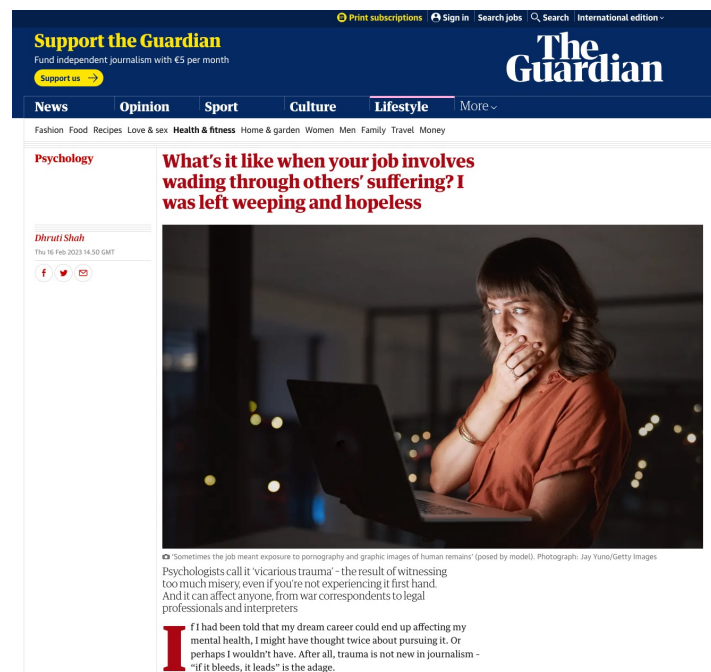 Print subscriptions
Sign in
Search jobs
Search
International edition
Support the Guardian
Fund independent journalism with €5 per month
Support us
The
Guardian
News
Opinion
Sport
Culture
Lifestyle
More
Fashion Food Recipes Love & sex Health & fitness Home & garden Women Men Family Travel Money
Psychology
What's it like when your job involves
wading through others' suffering? I
was left weeping and hopeless
Dhruti Shah
Thu 16 Feb 2023 14.50 GMT
'Sometimes the job meant exposure to pornography and graphic images of human remains' (posed by model). Photograph: Jay Yuno/Getty Images
Psychologists call it 'vicarious trauma' – the result of witnessing
too much misery, even if you're not experiencing it first hand.
And it can affect anyone, from war correspondents to legal
professionals and interpreters
If I had been told that my dream career could end up affecting my
mental health, I might have thought twice about pursuing it. Or
perhaps I wouldn't have. After all, trauma is not new in journalism –
"if it bleeds, it leads" is the adage.